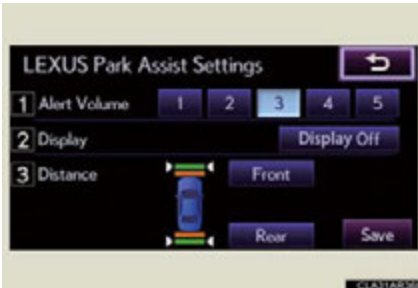 LEXUS Park Assist Settings
1 Alert Volume 1 2 3 4 5
2 Display Display Off
3 Distance Front
Rear Save
CLA31AR36